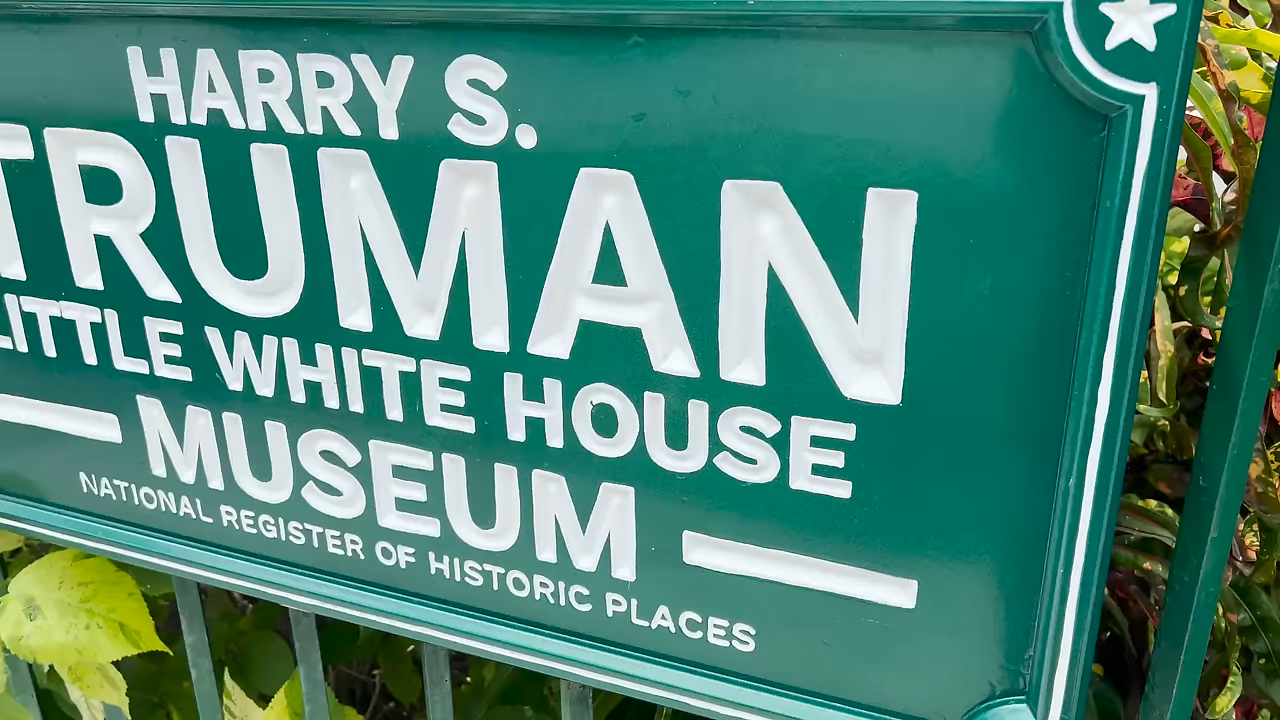 HARRY S.
TRUMAN
LITTLE WHITE HOUSE
MUSEUM
NATIONAL REGISTER OF HISTORIC PLACES